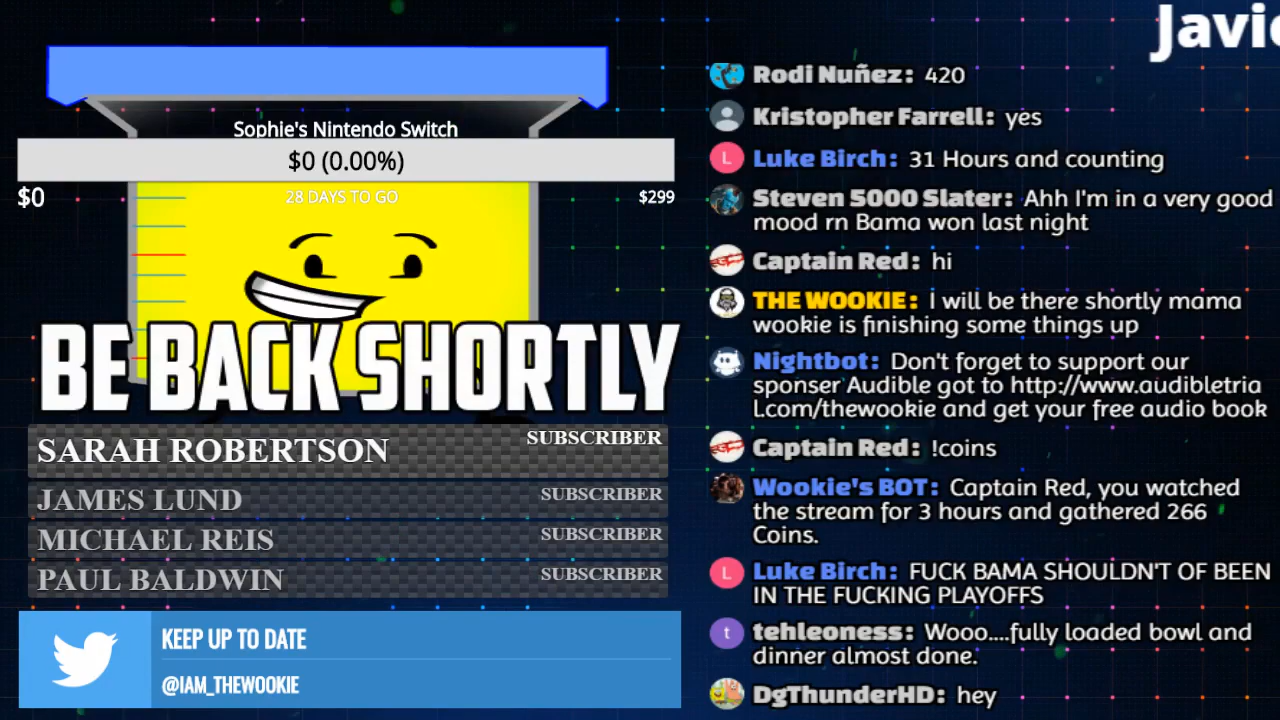 Javie
Sophie's Nintendo Switch
$0 (0.00%)
$0
28 DAYS TO GO
$299
BE BACK SHORTLY
SARAH ROBERTSON
SUBSCRIBER
JAMES LUND
SUBSCRIBER
MICHAEL REIS
SUBSCRIBER
PAUL BALDWIN
SUBSCRIBER
KEEP UP TO DATE
@IAM_THEWOOKIE
Rodi Nuñez: 420
Kristopher Farrell: yes
L
Luke Birch: 31 Hours and counting
Steven 5000 Slater: Ahh I'm in a very good
mood rn Bama won last night
Captain Red: hi
THE WOOKIE: I will be there shortly mama
wookie is finishing some things up
Nightbot: Don't forget to support our
sponser Audible got to http://www.audibletria
l.com/thewookie and get your free audio book
Captain Red: !coins
Wookie's BOT: Captain Red, you watched
the stream for 3 hours and gathered 266
Coins.
L
Luke Birch: FUCK BAMA SHOULDN'T OF BEEN
IN THE FUCKING PLAYOFFS
t
tehleoness: Wooo....fully loaded bowl and
dinner almost done.
DgThunderHD: hey